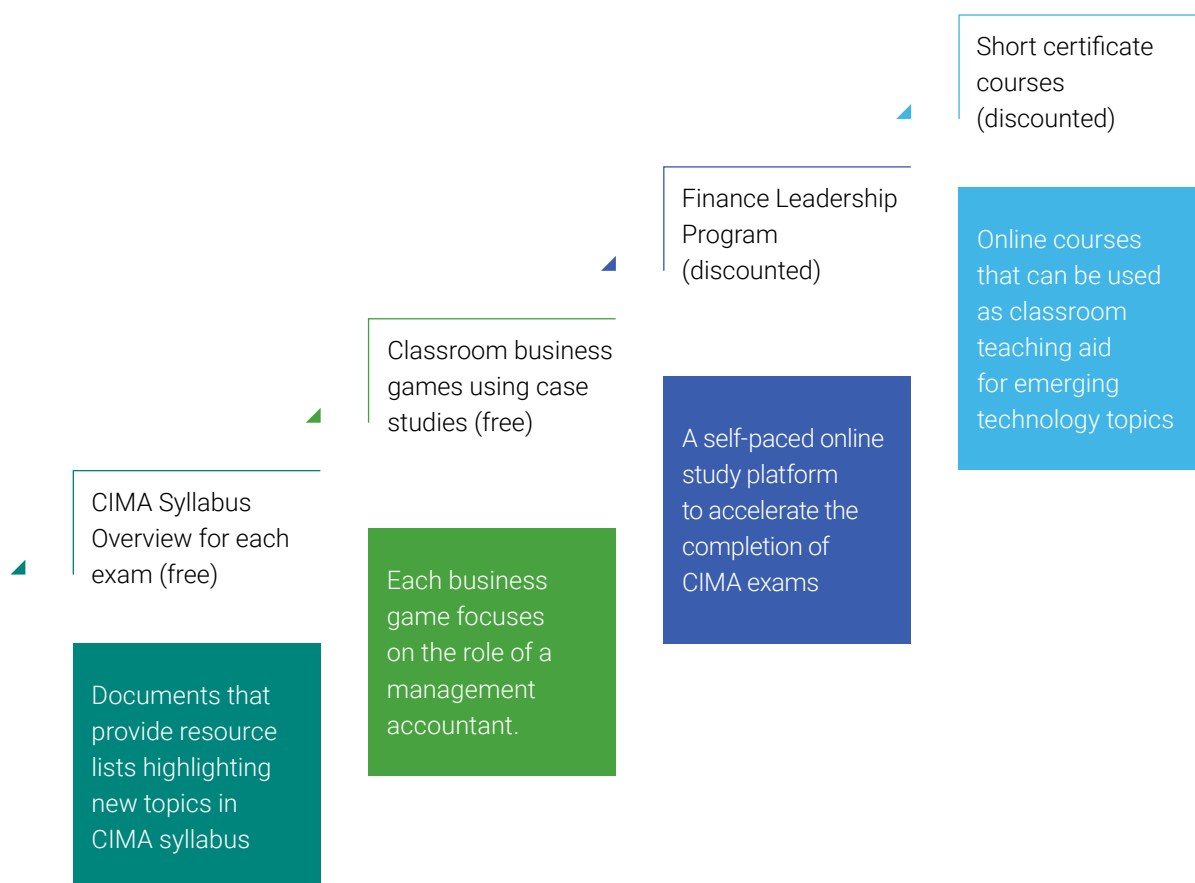 CIMA Syllabus
Overview for each
exam (free)
Documents that
provide resource
lists highlighting
new topics in
CIMA syllabus
Classroom business
games using case
studies (free)
Each business
game focuses
on the role of a
management
accountant.
Finance Leadership
Program
(discounted)
A self-paced online
study platform
to accelerate the
completion of
CIMA exams
Short certificate
courses
(discounted)
Online courses
that can be used
as classroom
teaching aid
for emerging
technology topics